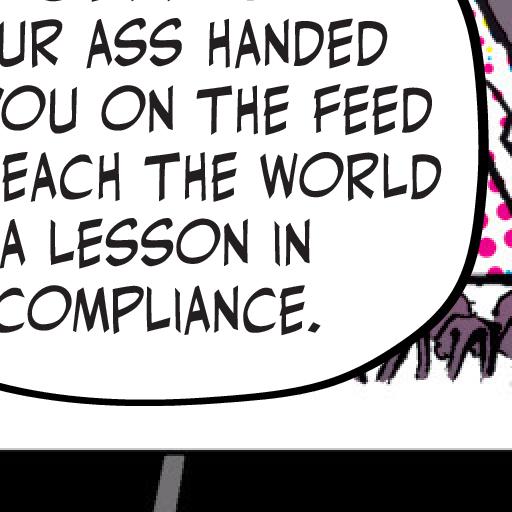 UR ASS HANDED
YOU ON THE FEED
EACH THE WORLD
A LESSON IN
COMPLIANCE.